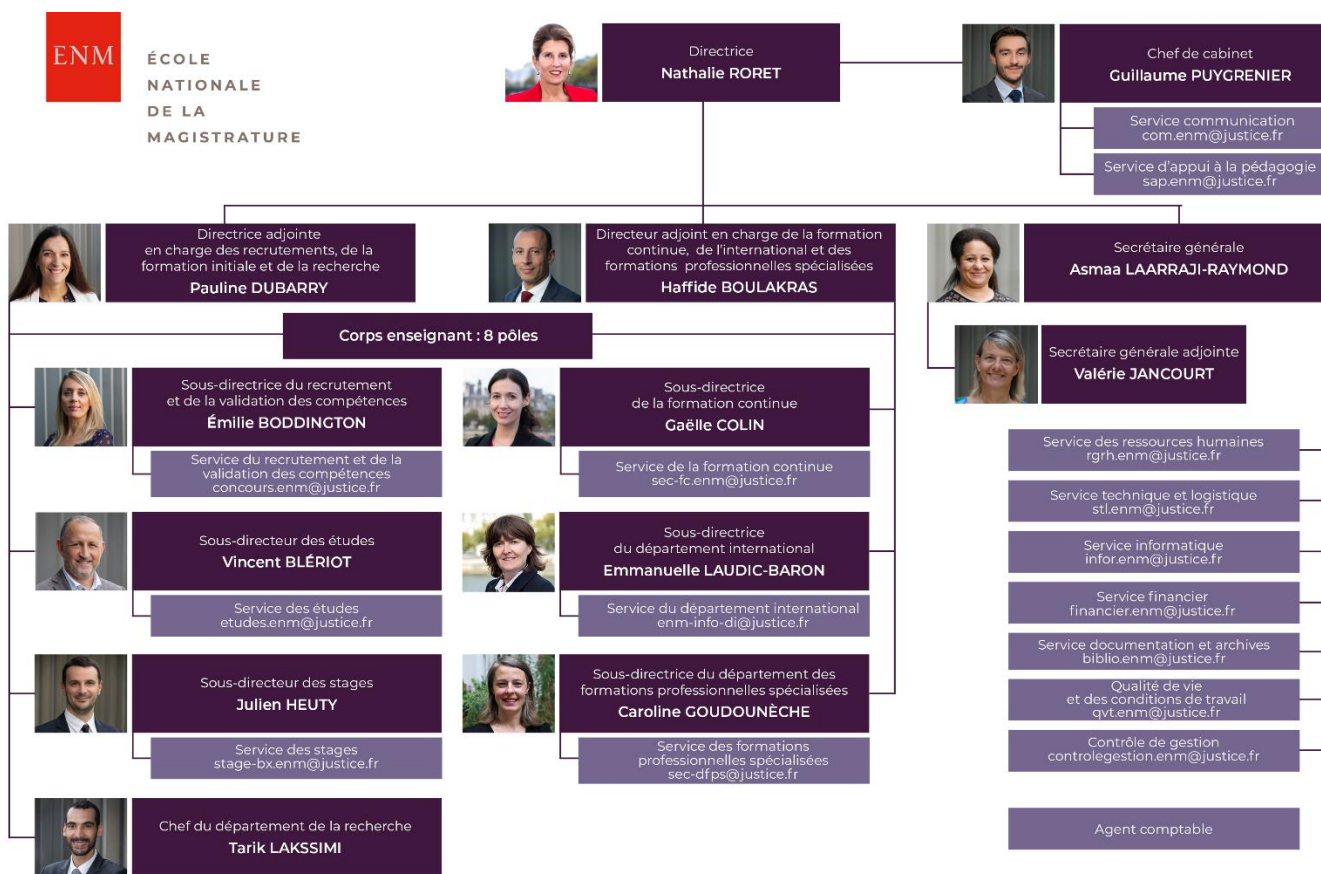 ENM
ÉCOLE
NATIONALE
DE LA
MAGISTRATURE
Directrice
Nathalie RORET
Chef de cabinet
Guillaume PUYGRENIER
Service communication
com.enm@justice.fr
Service d'appui à la pédagogie
sap.enm@justice.fr
Directrice adjointe
en charge des recrutements, de la
formation initiale et de la recherche
Pauline DUBARRY
Directeur adjoint en charge de la formation
continue, de l'international et des
formations professionnelles spécialisées
Haffide BOULAKRAS
Secrétaire générale
Asmaa LAARRAJI-RAYMOND
Corps enseignant : 8 pôles
Secrétaire générale adjointe
Valérie JANCOURT
Sous-directrice du recrutement
et de la validation des compétences
Émilie BODDINGTON
Service du recrutement et de la
validation des compétences
concours.enm@justice.fr
Sous-directrice
de la formation continue
Gaëlle COLIN
Service de la formation continue
sec-fc.enm@justice.fr
Sous-directeur des études
Vincent BLÉRIOT
Service des études
etudes.enm@justice.fr
Sous-directrice
du département international
Emmanuelle LAUDIC-BARON
Service du département international
enm-info-di@justice.fr
Sous-directeur des stages
Julien HEUTY
Service des stages
stage-bx.enm@justice.fr
Sous-directrice du département des
formations professionnelles spécialisées
Caroline GOUDOUNÈCHE
Service des formations
professionnelles spécialisées
sec-dfps@justice.fr
Chef du département de la recherche
Tarik LAKSSIMI
Service des ressources humaines
rgrh.enm@justice.fr
Service technique et logistique
stl.enm@justice.fr
Service informatique
infor.enm@justice.fr
Service financier
financier.enm@justice.fr
Service documentation et archives
biblio.enm@justice.fr
Qualité de vie
et des conditions de travail
qvt.enm@justice.fr
Contrôle de gestion
controlegestion.enm@justice.fr
Agent comptable